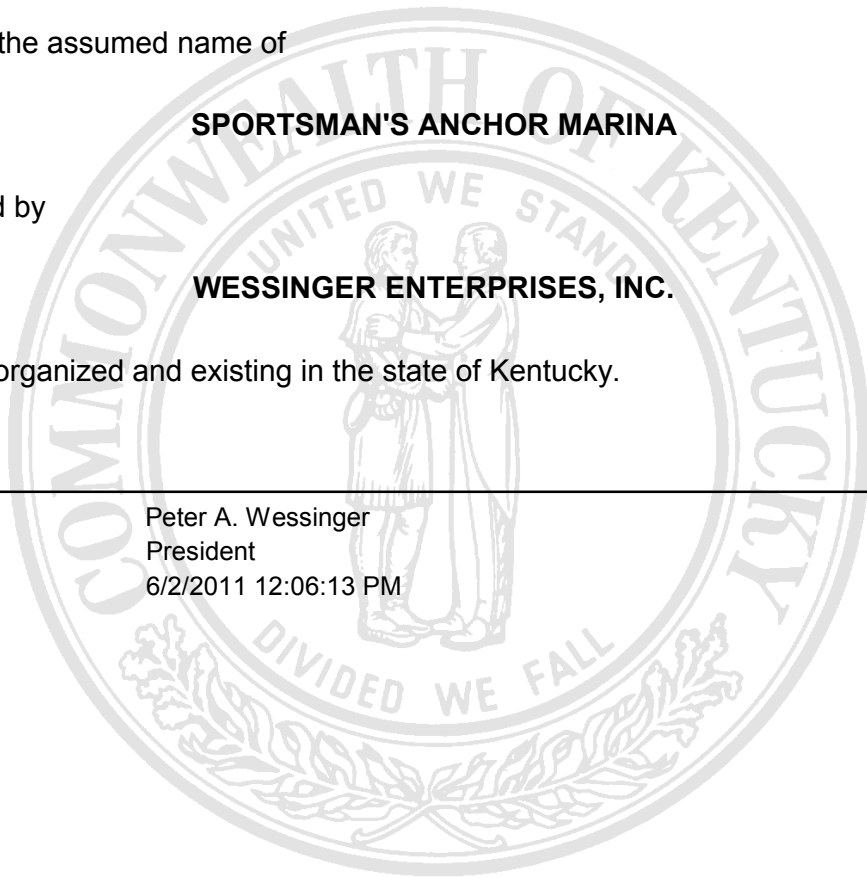 the assumed name of
SPORTSMAN'S ANCHOR MARINA
by
WESSINGER ENTERPRISES, INC.
organized and existing in the state of Kentucky.
Peter A. Wessinger
President
6/2/2011 12:06:13 PM
COMMONWEALTH OF KENTUCKY
UNITED WE STAND
DIVIDED WE FALL